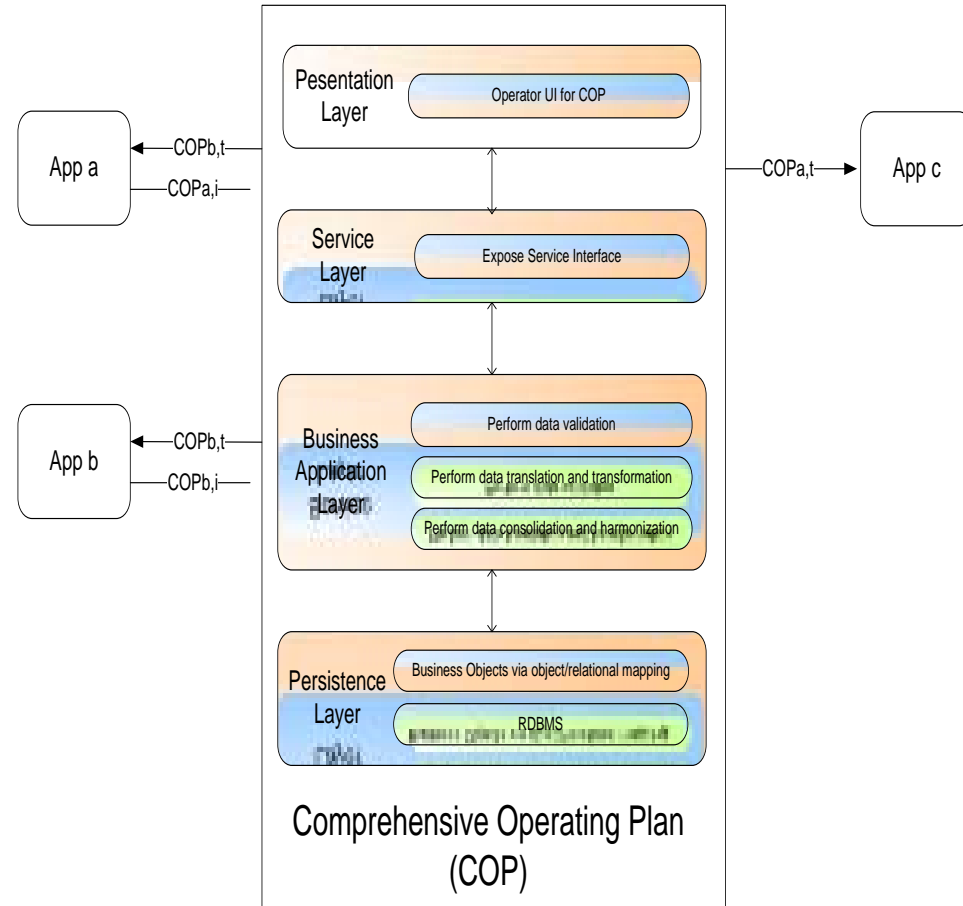 Pesentation
Layer
Operator UI for COP
App a
COPb,t
COPa,i
COPa,t
App c
Service
Layer
Expose Service Interface
App b
COPb,t
COPb,i
Business
Application
Layer
Perform data validation
Perform data translation and transformation
Perform data consolidation and harmonization
Persistence
Layer
Business Objects via object/relational mapping
RDBMS
Comprehensive Operating Plan
(COP)